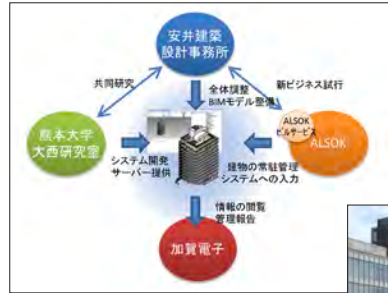 安井建築
設計事務所
共同研究
新ビジネス試行
全体調整
BIMモデル整備
ALSOK
ビルサービス
熊本大学
大西研究室
ALSOK
システム開発
サーバー提供
建物の常駐管理
システムへの入力
情報の閲覧
管理報告
加賀電子